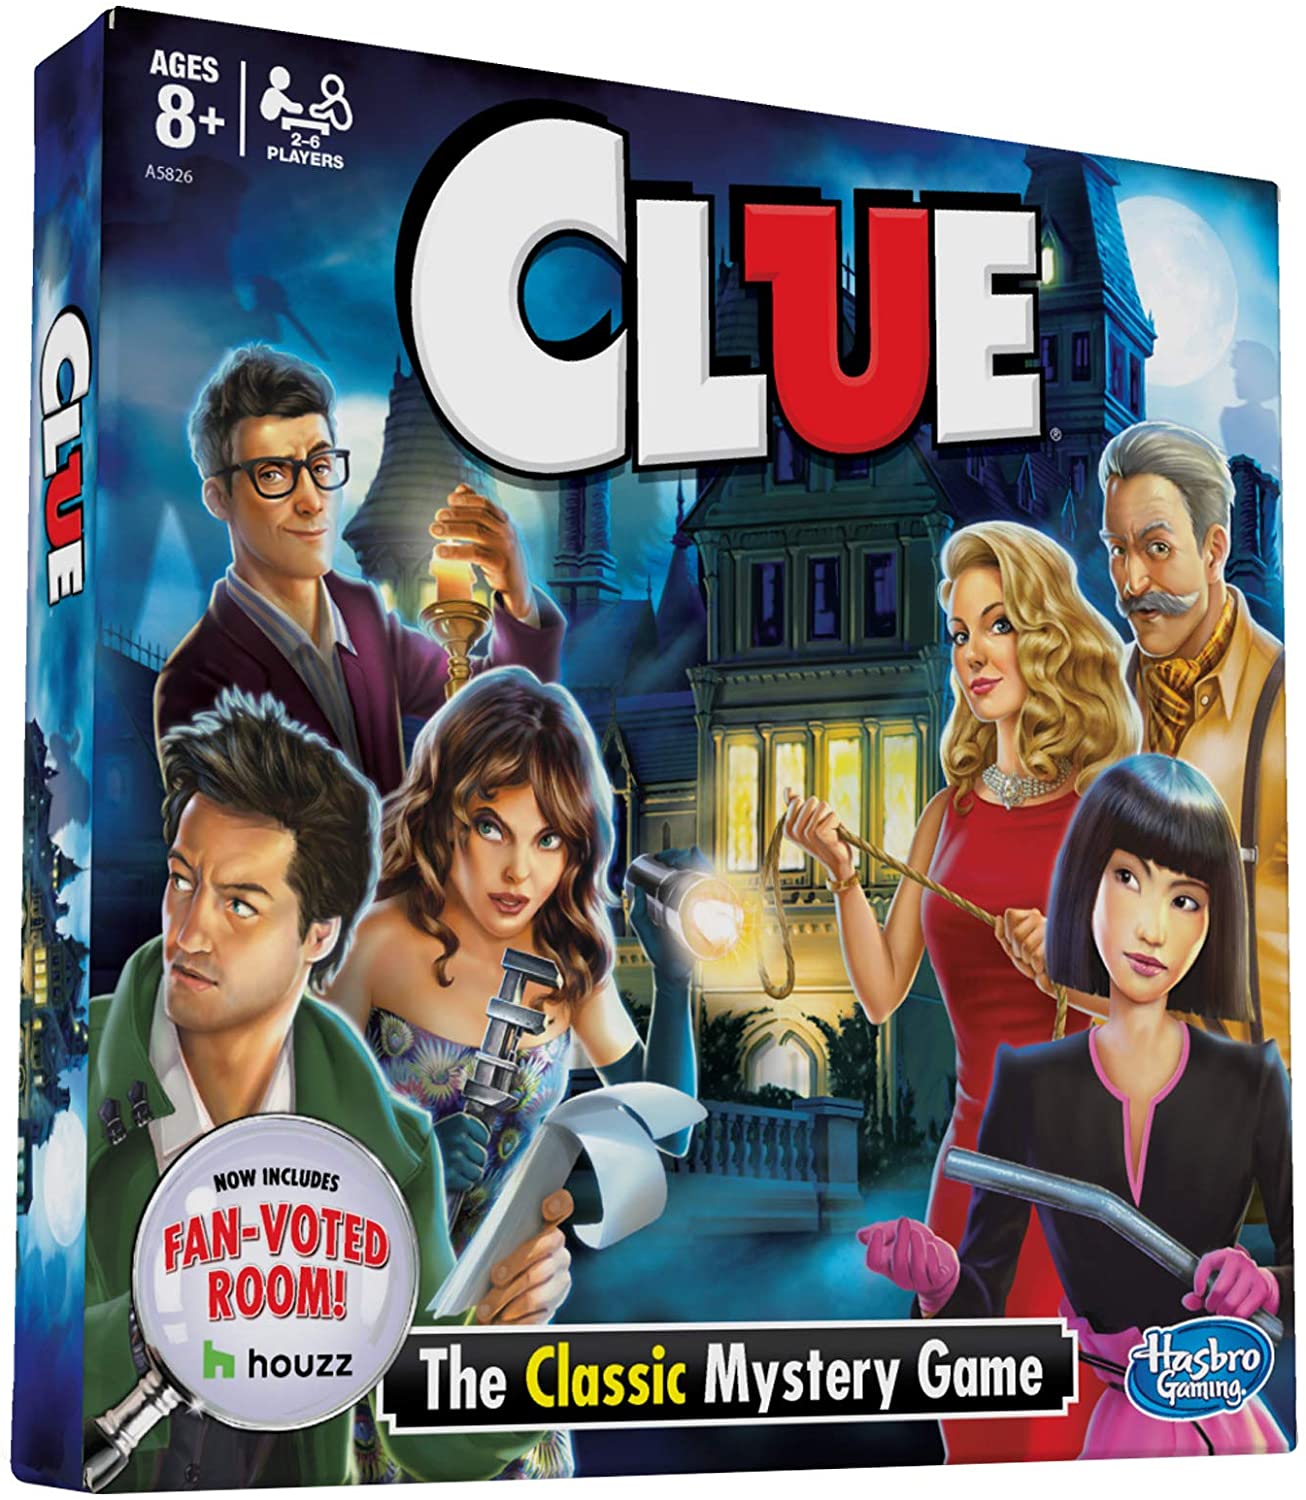 AGES
8+
2-6
PLAYERS
A5826
CLUE®
CLUE
NOW INCLUDES
FAN-VOTED
ROOM!
h houzz
The Classic Mystery Game
Hasbro
Gaming